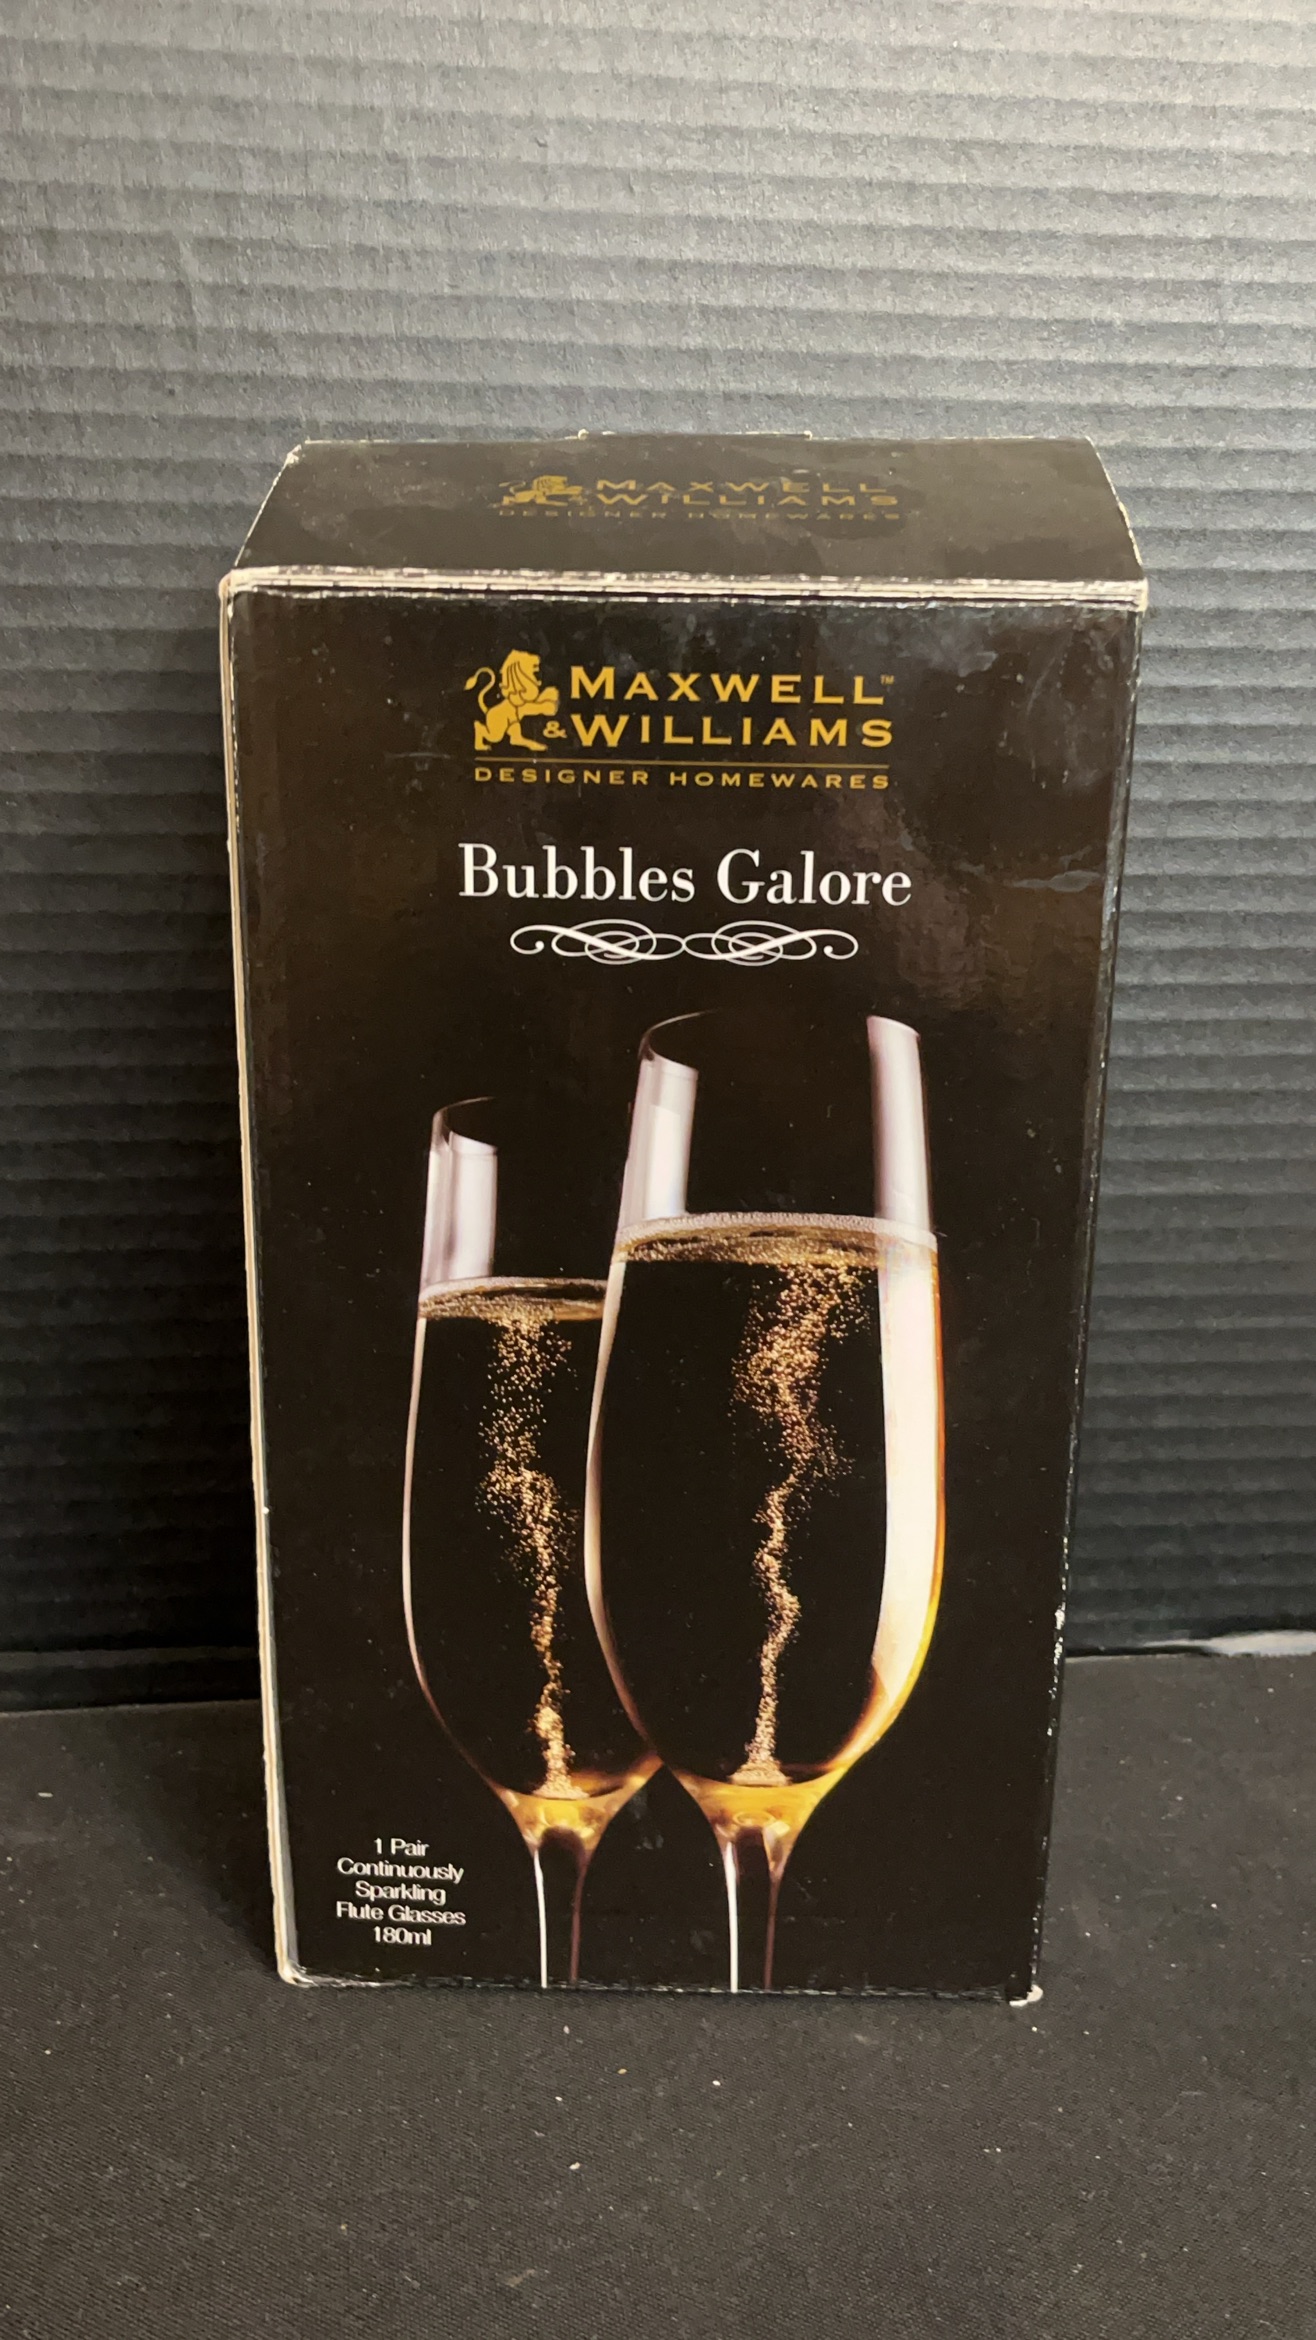 MAXWELL
& WILLIAMS
DESIGNER HOMEWARES
MAXWELL™
& WILLIAMS
DESIGNER HOMEWARES
Bubbles Galore
1 Pair
Continuously
Sparkling
Flute Glasses
180ml